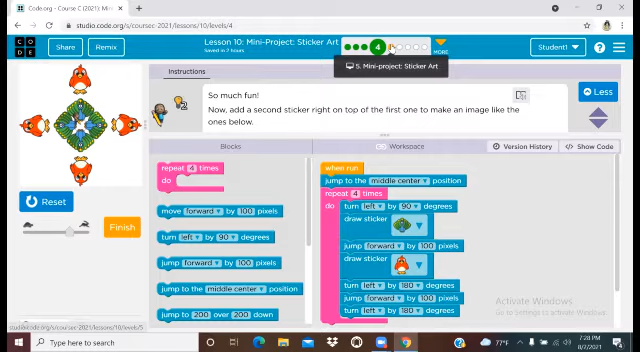 Code.org - Course C (2021): Mini-
studio.code.org/s/coursec-2021/lessons/10/levels/4
C O
D E
Share
Remix
Lesson 10: Mini-Project: Sticker Art
Saved in 2 hours
4
MORE
Student1
5. Mini-project: Sticker Art
Instructions
2
So much fun!
Now, add a second sticker right on top of the first one to make an image like the
ones below.
Less
Blocks
Workspace
Version History
Show Code
Reset
Finish
repeat 4 times
do
move forward by 100 pixels
turn left by 90 degrees
jump forward by 100 pixels
jump to the middle center position
jump to 200 over 200 down
when run
jump to the middle center position
repeat 4 times
do
turn left by 90 degrees
draw sticker
jump forward by 100 pixels
draw sticker
turn left by 180 degrees
jump forward by 100 pixels
turn left by 180 degrees
Activate Windows
Go to Settings to activate Windows.
77°F
7:28 PM
8/2/2021